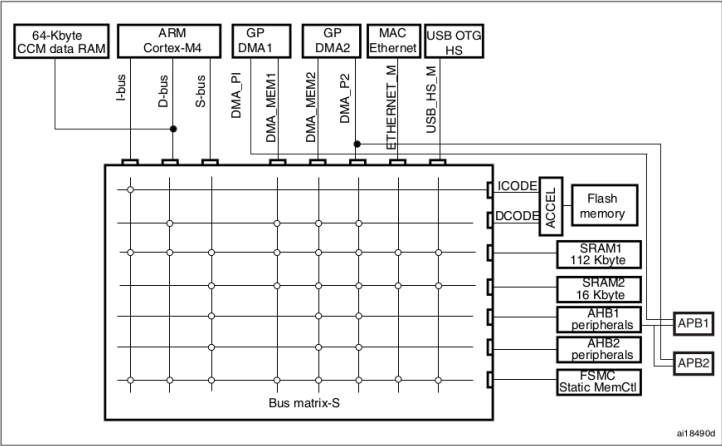 64-Kbyte
CCM data RAM
ARM
Cortex-M4
GP
DMA1
GP
DMA2
MAC
Ethernet
USB OTG
HS
I-bus
D-bus
S-bus
DMA_PI
DMA_MEM1
DMA_MEM2
DMA_P2
ETHERNET_M
USB_HS_M
ICODE
DCODE
ACCEL
Flash
memory
SRAM1
112 Kbyte
SRAM2
16 Kbyte
AHB1
peripherals
AHB2
peripherals
FSMC
Static MemCtl
APB1
APB2
Bus matrix-S
ai18490d